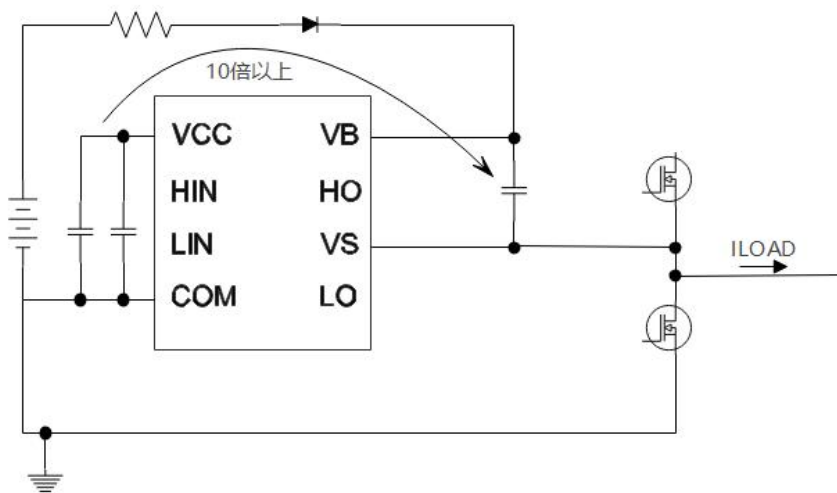 10倍以上
VCC VB
HIN HO
LIN VS
COM LO
ILOAD